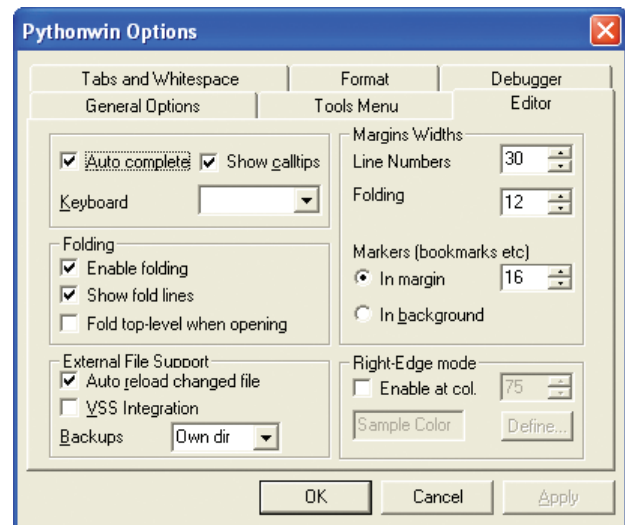 Pythonwin Options
Tabs and Whitespace Format Debugger
General Options Tools Menu Editor
Auto complete Show calltips
Keyboard
Folding
Enable folding
Show fold lines
Fold top-level when opening
External File Support
Auto reload changed file
VSS Integration
Backups Own dir
Margins Widths
Line Numbers 30
Folding 12
Markers (bookmarks etc)
In margin 16
In background
Right-Edge mode
Enable at col. 75
Sample Color Define...
OK Cancel Apply